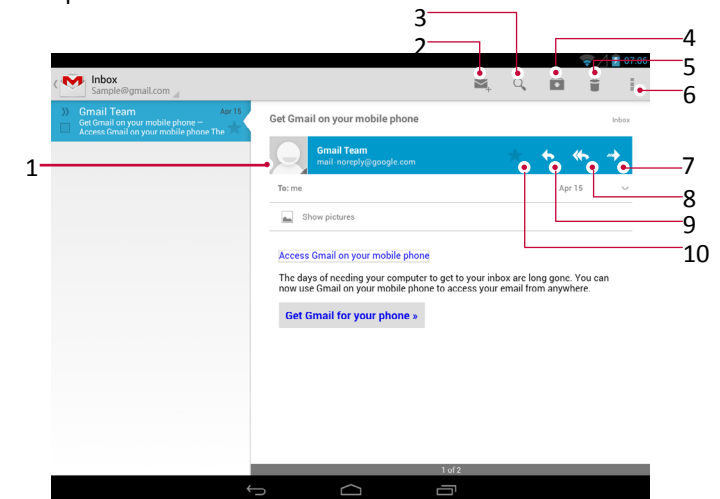 3
4
2
07:06
5
Inbox
Sample@gmail.com
6
Gmail Team Apr 15
Get Gmail on your mobile phone –
Access Gmail on your mobile phone The
Get Gmail on your mobile phone Inbox
1
Gmail Team
mail-noreply@google.com
7
To: me Apr 15
8
Show pictures
9
10
Access Gmail on your mobile phone
The days of needing your computer to get to your inbox are long gone. You can
now use Gmail on your mobile phone to access your email from anywhere.
Get Gmail for your phone »
1 of 2